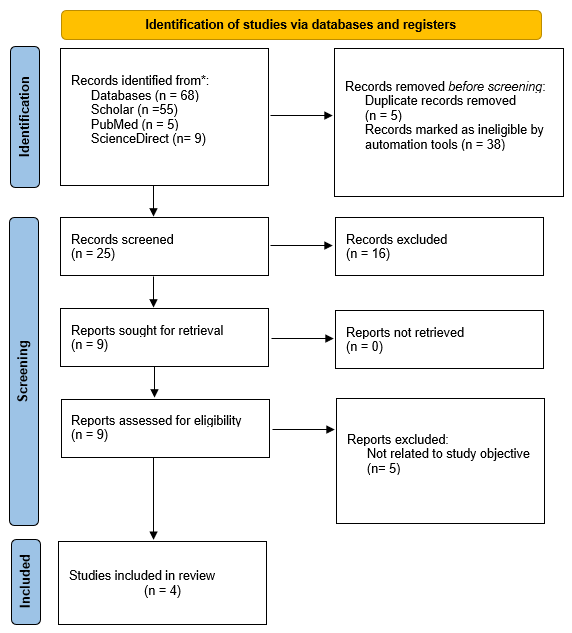 Identification of studies via databases and registers
Identification
Records identified from*:
Databases (n = 68)
Scholar (n =55)
PubMed (n = 5)
ScienceDirect (n= 9)
Records removed before screening:
Duplicate records removed
(n = 5)
Records marked as ineligible by
automation tools (n = 38)
Screening
Records screened
(n = 25)
Records excluded
(n = 16)
Reports sought for retrieval
(n = 9)
Reports not retrieved
(n = 0)
Reports assessed for eligibility
(n = 9)
Reports excluded:
Not related to study objective
(n= 5)
Included
Studies included in review
(n = 4)